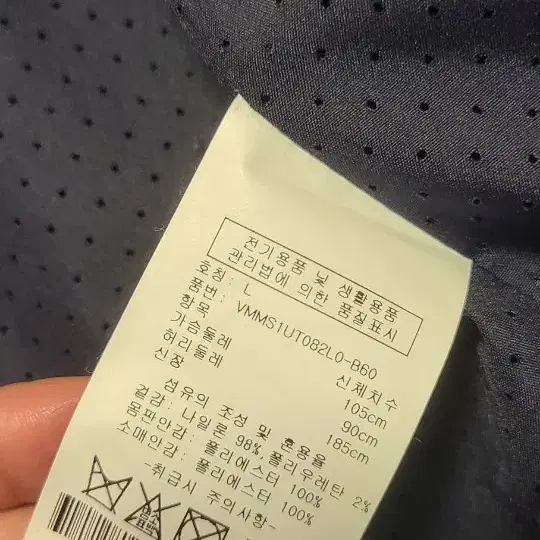 전기용품 및 생활용품
관리법에 의한 품질표시
호칭: L
품번: VMMS1UT082L0-B60
항목 신체치수
가슴둘레 105cm
허리둘레 90cm
신장 185cm
섬유의 조성 및 혼용율
겉감: 나일론 98%, 폴리우레탄 2%
몸판안감: 폴리에스터 100%
소매안감: 폴리에스터 100%
-취급시 주의사항-
염소
표백